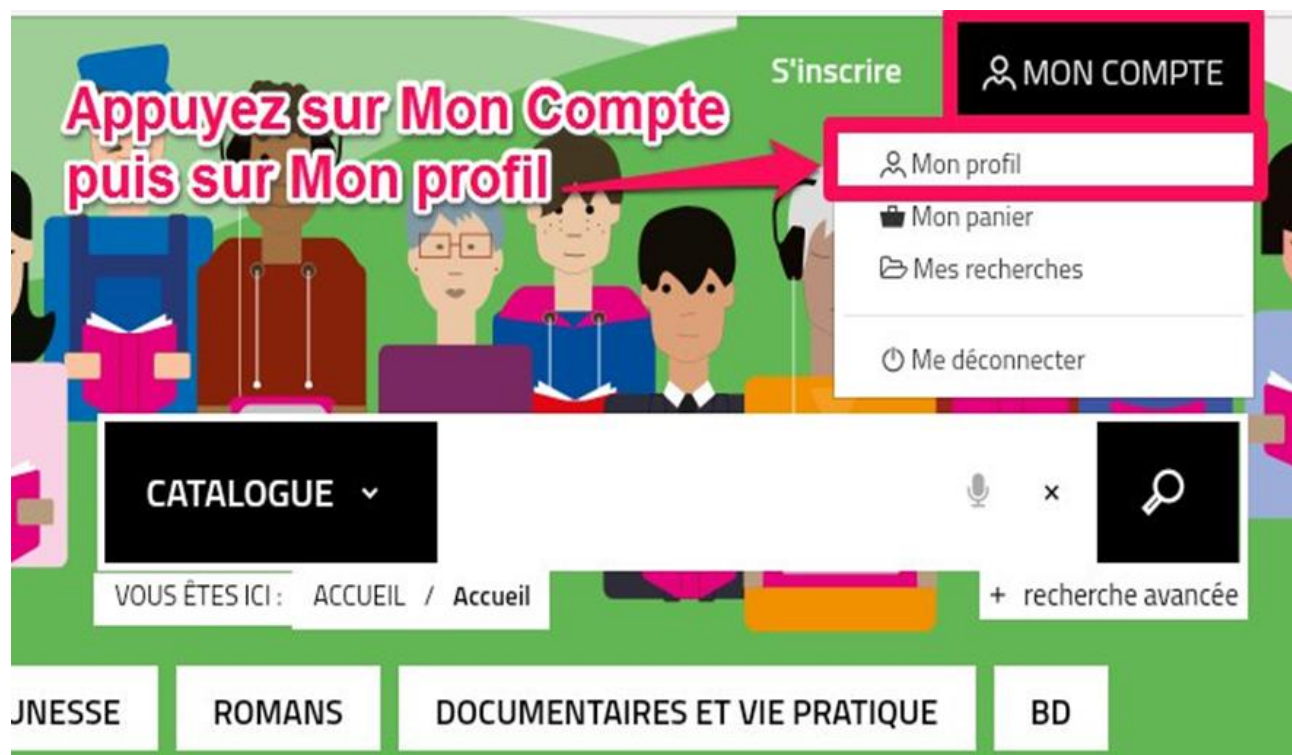 S'inscrire
MON COMPTE
Appuyez sur Mon Compte
puis sur Mon profil
Mon profil
Mon panier
Mes recherches
Me déconnecter
CATALOGUE
VOUS ÊTES ICI : ACCUEIL / Accueil
+ recherche avancée
UNESSE
ROMANS
DOCUMENTAIRES ET VIE PRATIQUE
BD